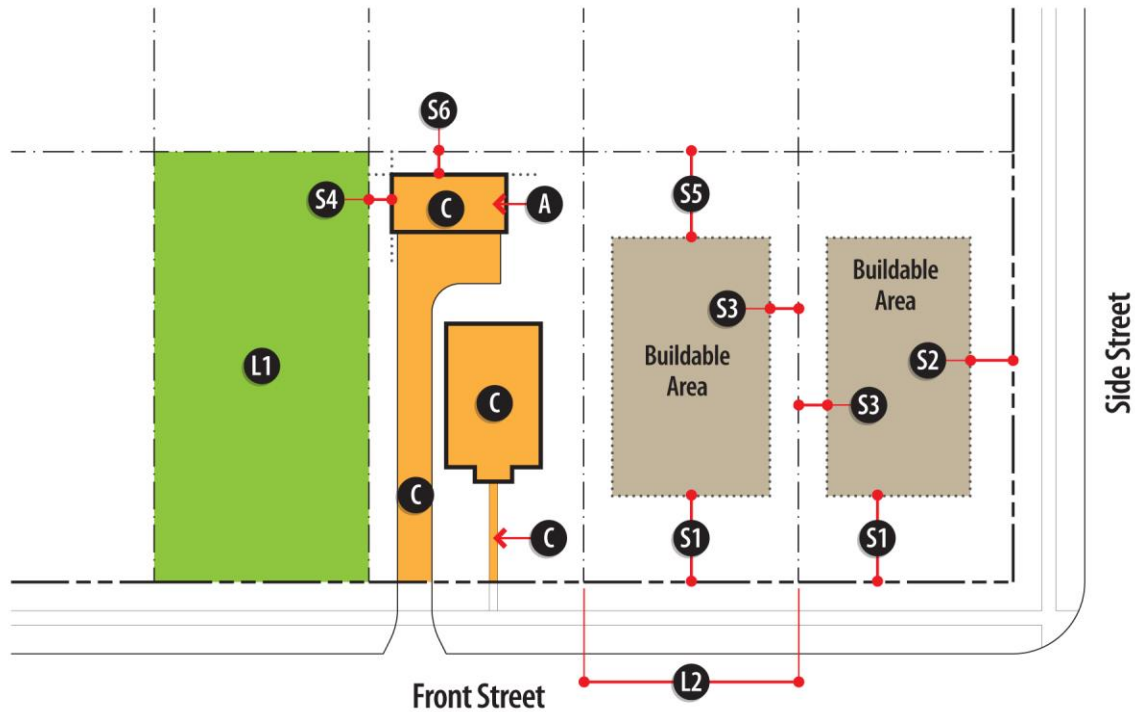 S6
S4
C
A
S5
Buildable
Area
S3
Buildable
Area
L1
S2
Side Street
C
S3
C
C
S1
S1
L2
Front Street